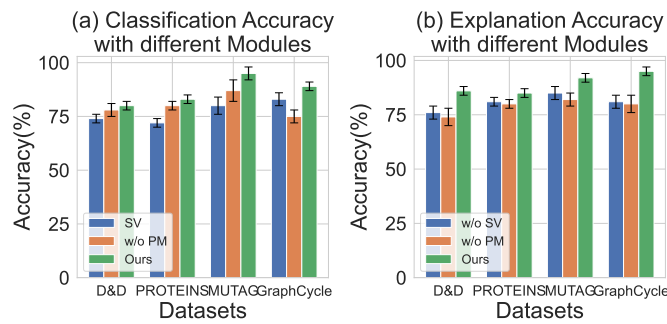 (a) Classification Accuracy
with different Modules
100
75
50
25
0
Accuracy(%)
SV
w/o PM
Ours
D&D PROTEINS MUTAG GraphCycle
Datasets
(b) Explanation Accuracy
with different Modules
100
75
50
25
0
Accuracy(%)
w/o SV
w/o PM
Ours
D&D PROTEINS MUTAG GraphCycle
Datasets